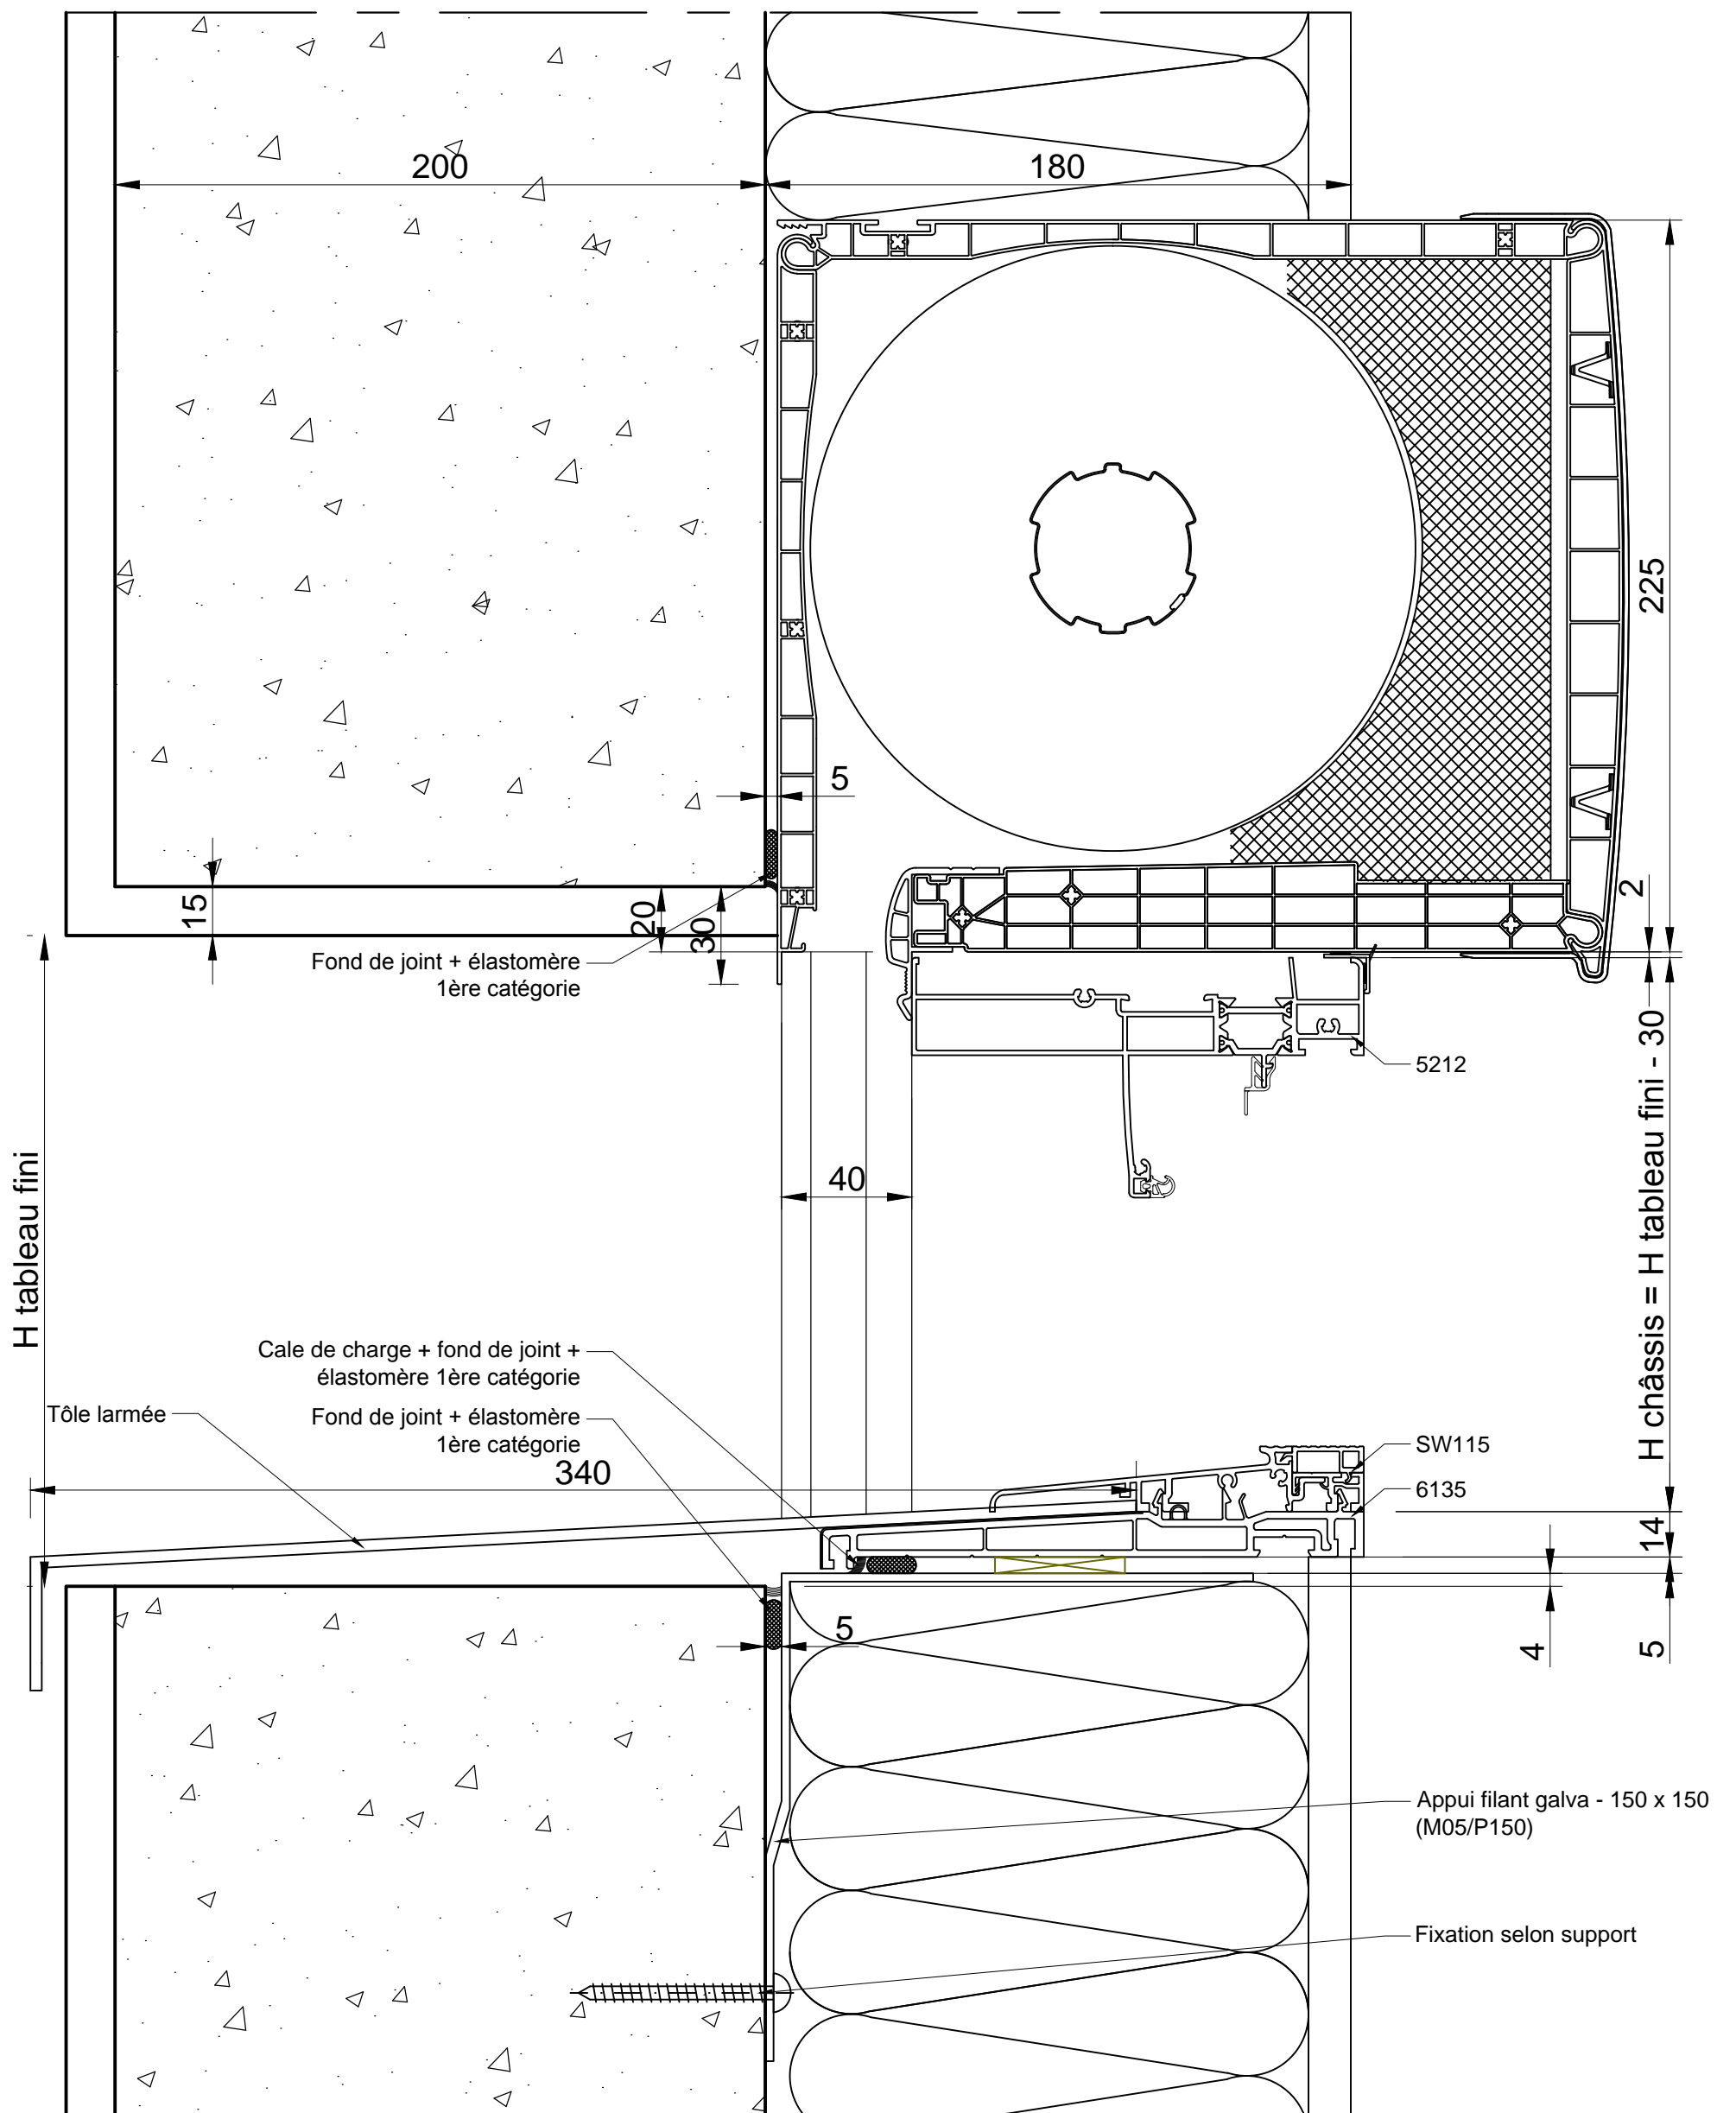 200
180
225
5
15
20
30
2
Fond de joint + élastomère
1ère catégorie
5212
H châssis = H tableau fini - 30
H tableau fini
40
Cale de charge + fond de joint +
élastomère 1ère catégorie
Tôle larmée
Fond de joint + élastomère
1ère catégorie
SW115
340
6135
14
5
4
5
Appui filant galva - 150 x 150
(M05/P150)
Fixation selon support